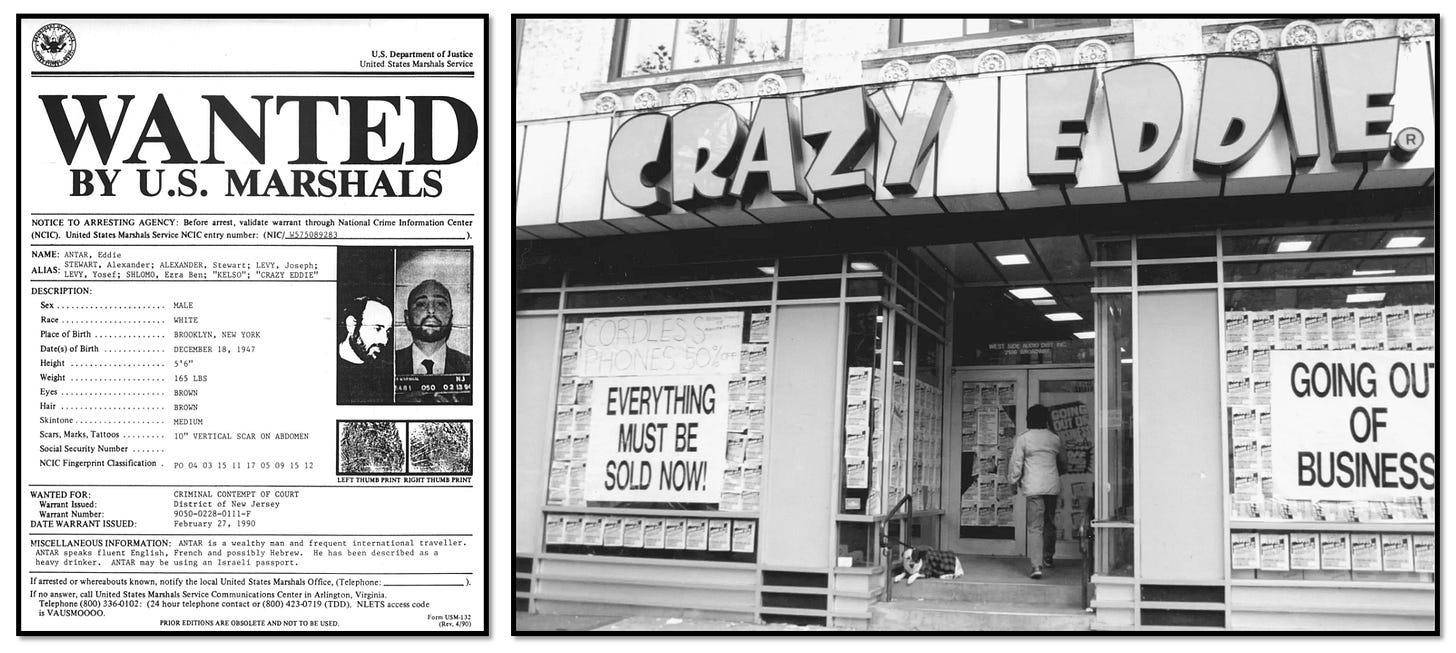 U.S. Department of Justice
United States Marshals Service
WANTED
BY U.S. MARSHALS
NOTICE TO ARRESTING AGENCY: Before arrest, validate warrant through National Crime Information Center
(NCIC). United States Marshals Service NCIC entry number: (NIC/ W575089283 ).
NAME: ANTAR, Eddie
ALIAS: STEWART, Alexander; ALEXANDER, Stewart; LEVY, Joseph;
LEVY, Yosef; SHLOMO, Ezra Ben; "KELSO"; "CRAZY EDDIE"
DESCRIPTION:
Sex ....................... MALE
Race ..................... WHITE
Place of Birth .............. BROOKLYN, NEW YORK
Date(s) of Birth ............ DECEMBER 18, 1947
Height .................... 5'6"
Weight ................... 165 LBS
Eyes ..................... BROWN
Hair ..................... BROWN
Skintone .................. MEDIUM
Scars, Marks, Tattoos ......... 10" VERTICAL SCAR ON ABDOMEN
Social Security Number .......
NCIC Fingerprint Classification . PO 04 03 15 11 17 05 09 15 12
LEFT THUMB PRINT RIGHT THUMB PRINT
WANTED FOR: CRIMINAL CONTEMPT OF COURT
Warrant Issued: District of New Jersey
Warrant Number: 9050-0228-0111-F
DATE WARRANT ISSUED: February 27, 1990
MISCELLANEOUS INFORMATION: ANTAR is a wealthy man and frequent international traveller.
ANTAR speaks fluent English, French and possibly Hebrew. He has been described as a
heavy drinker. ANTAR may be using an Israeli passport.
If arrested or whereabouts known, notify the local United States Marshals Office, (Telephone: ____________ ).
If no answer, call United States Marshals Service Communications Center in Arlington, Virginia.
Telephone (800) 336-0102: (24 hour telephone contact or (800) 423-0719 (TDD). NLETS access code
is VAUSMOOOO.
Form USM-132
(Rev. 4/90)
PRIOR EDITIONS ARE OBSOLETE AND NOT TO BE USED.
CRAZY EDDIE ®
CORDLESS
PHONES 50% OFF
EVERYTHING
MUST BE
SOLD NOW!
WEST SIDE AUDIO DIST. INC.
GOING OUT
OF
BUSINESS